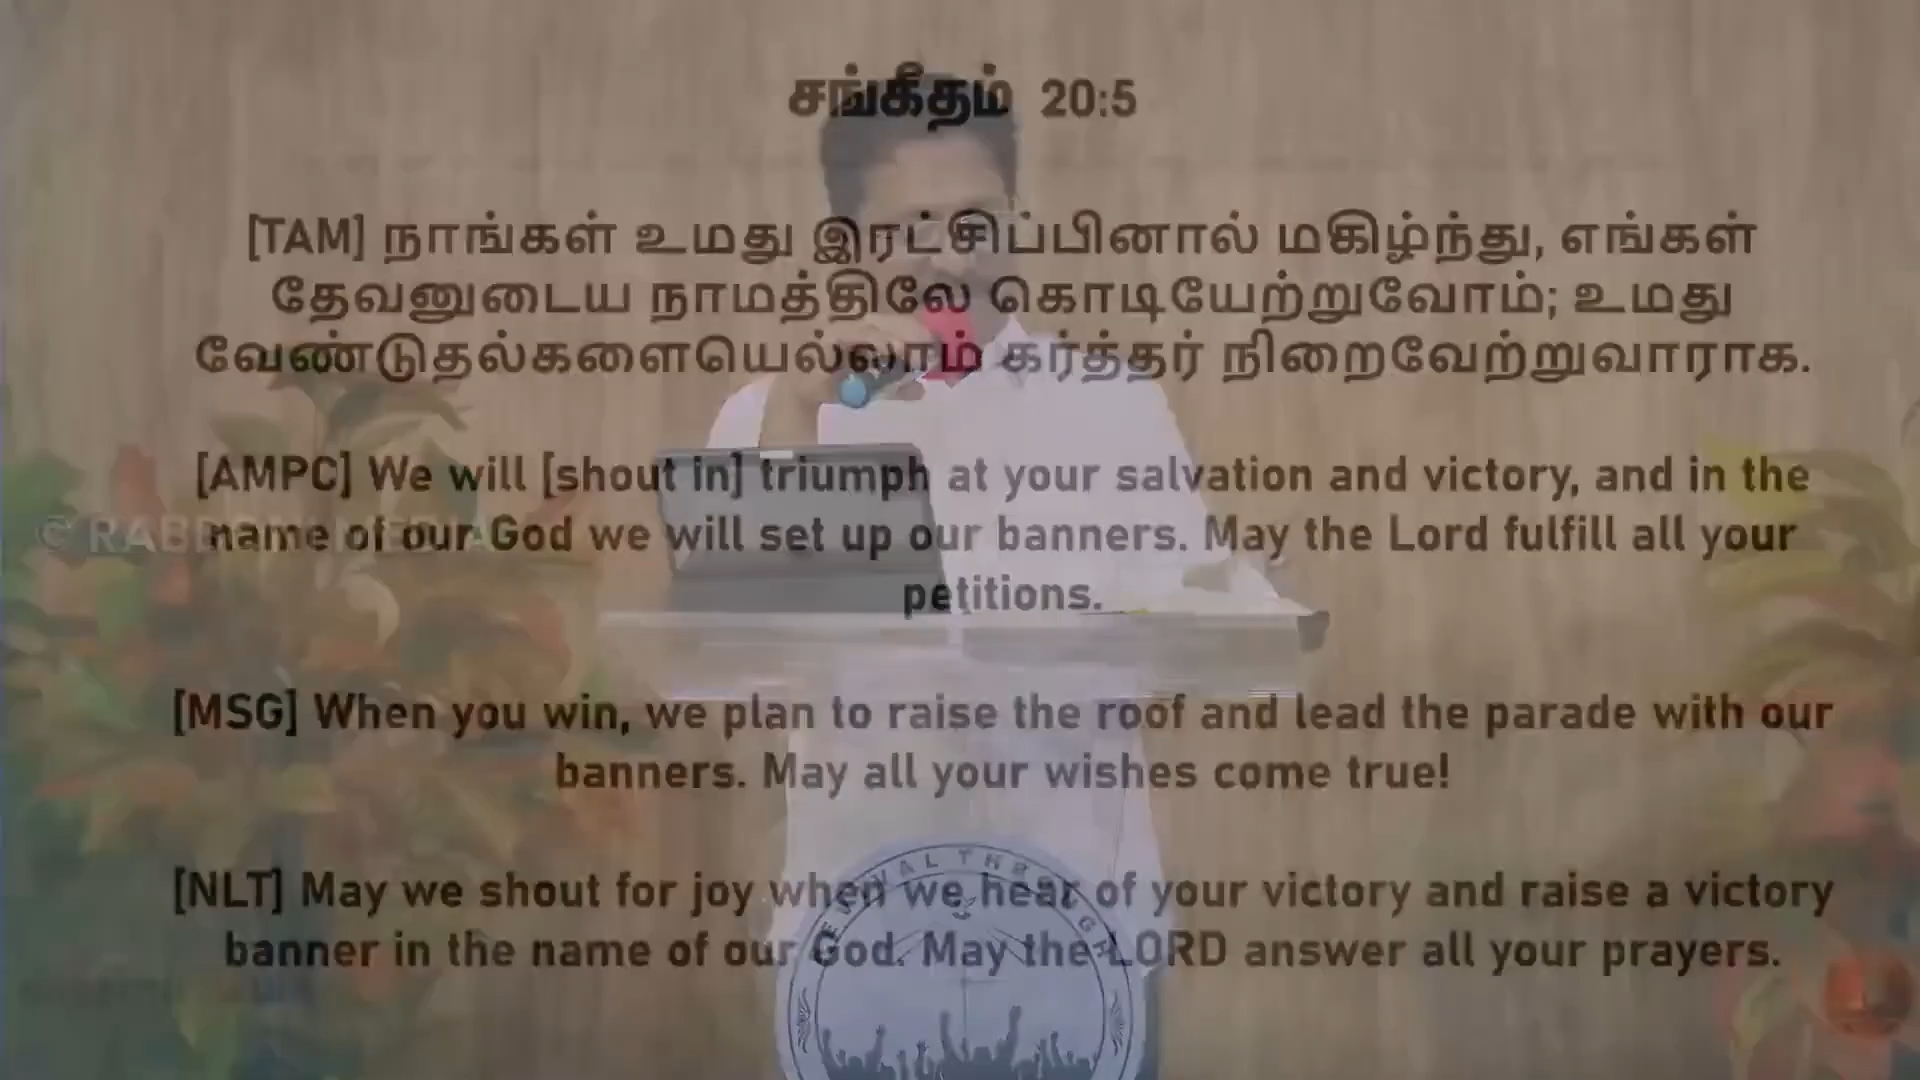 சங்கீதம் 20:5
[TAM] நாங்கள் உமது இரட்சிப்பினால் மகிழ்ந்து, எங்கள்
தேவனுடைய நாமத்திலே கொடியேற்றுவோம்; உமது
வேண்டுதல்களையெல்லாம் கர்த்தர் நிறைவேற்றுவாராக.
[AMPC] We will [shout in] triumph at your salvation and victory, and in the
name of our God we will set up our banners. May the Lord fulfill all your
petitions.
[MSG] When you win, we plan to raise the roof and lead the parade with our
banners. May all your wishes come true!
[NLT] May we shout for joy when we hear of your victory and raise a victory
banner in the name of our God. May the LORD answer all your prayers.